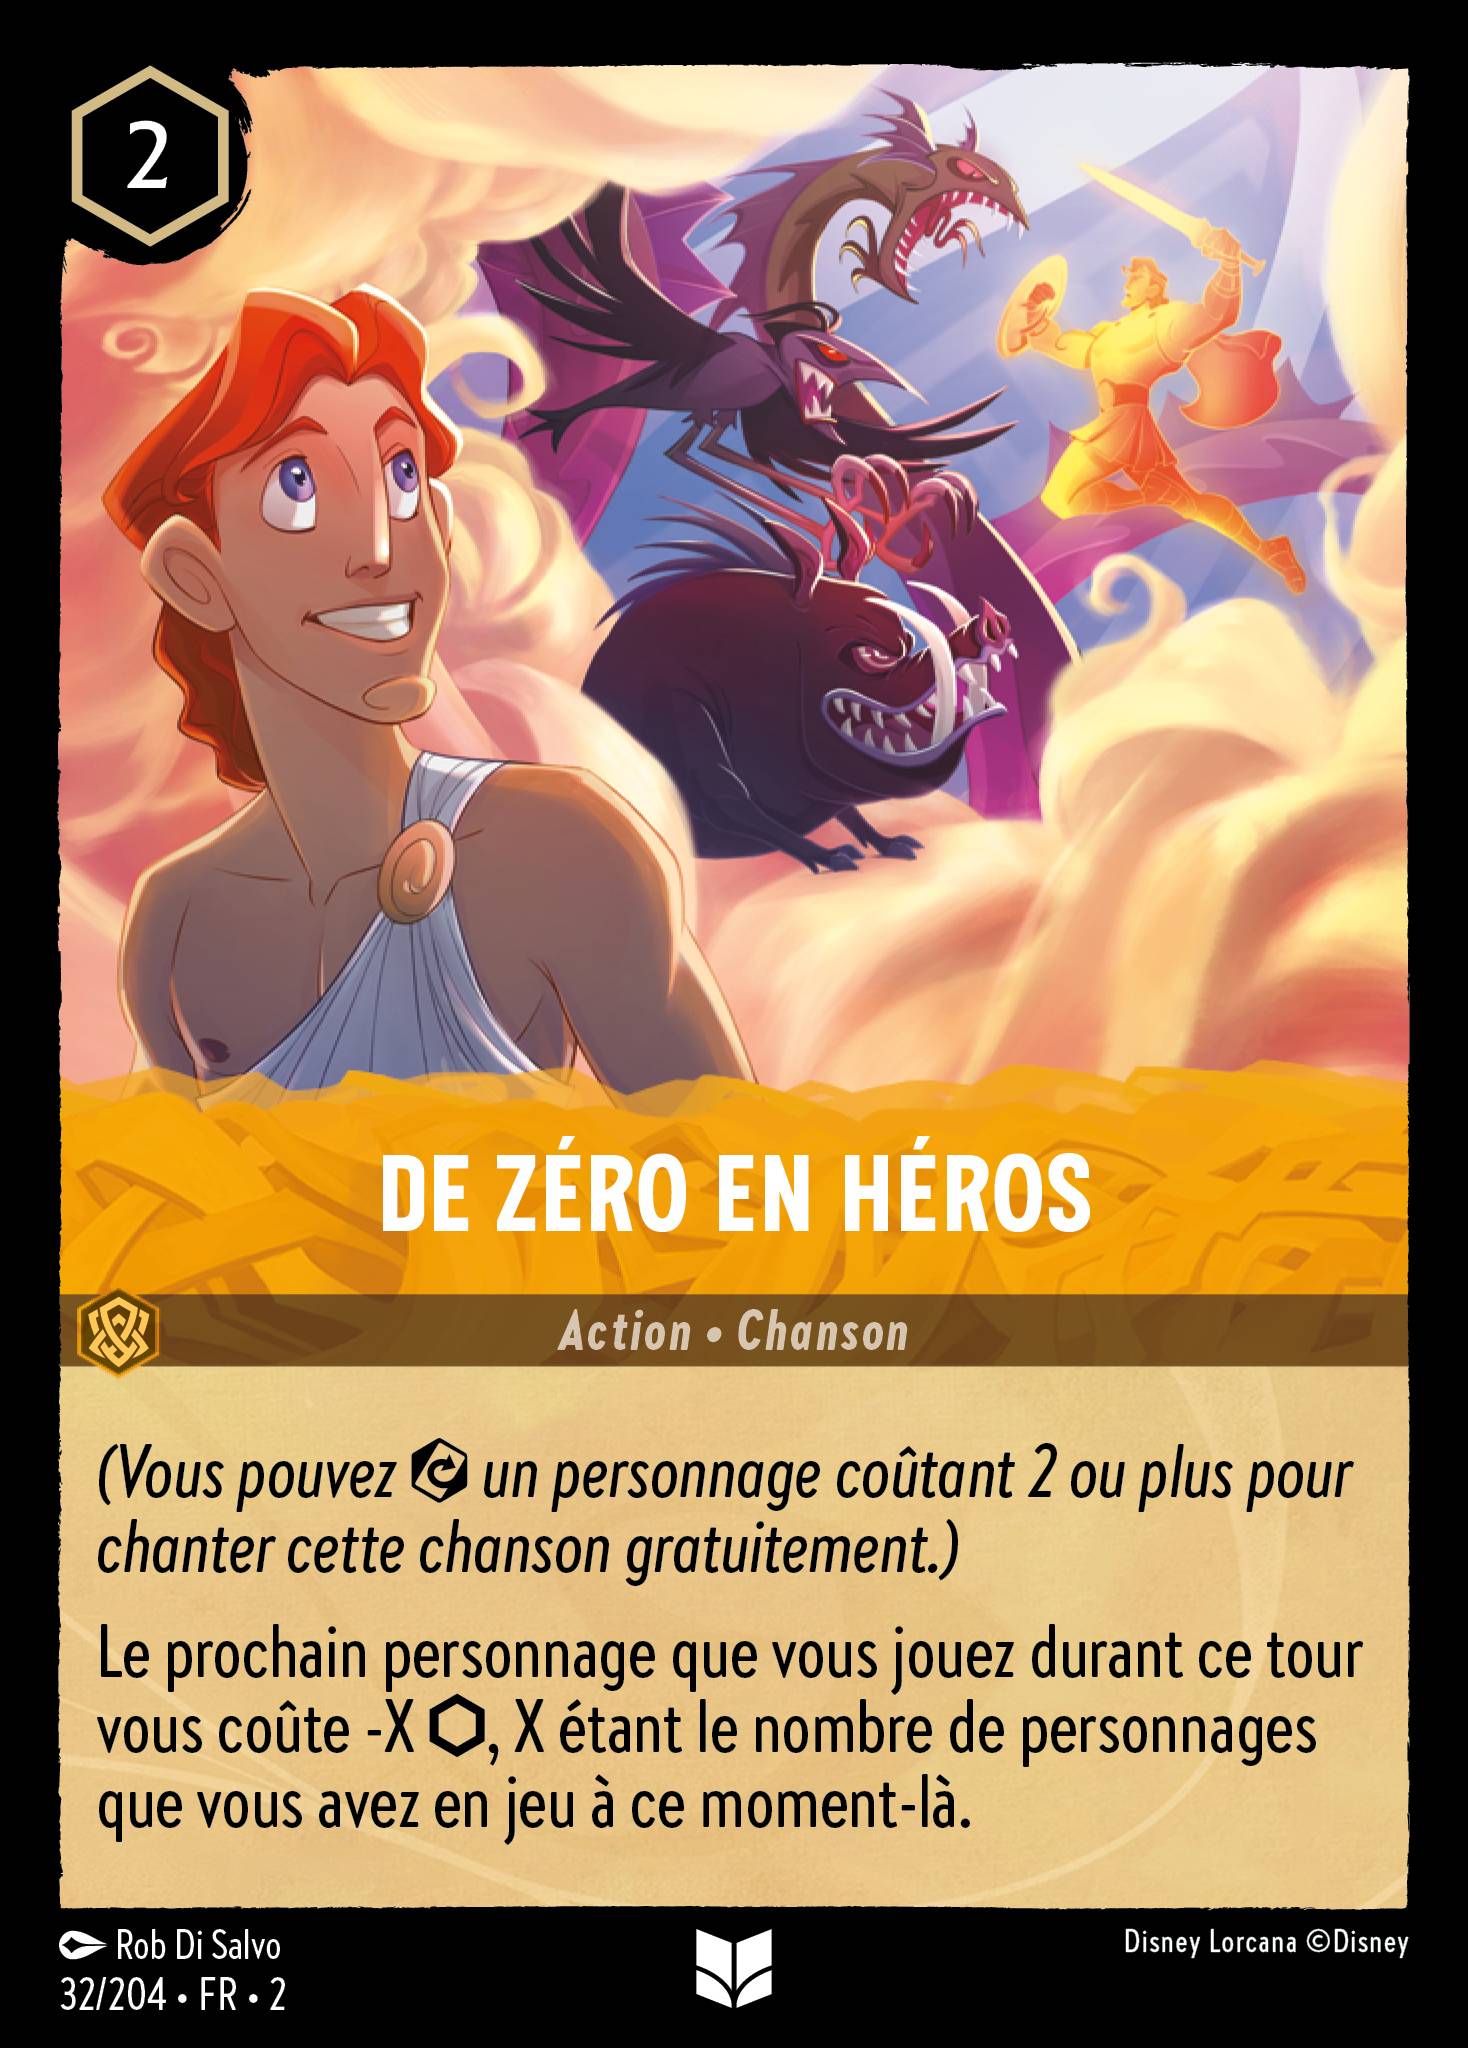 2
DE ZÉRO EN HÉROS
Action • Chanson
(Vous pouvez un personnage coûtant 2 ou plus pour
chanter cette chanson gratuitement.)
Le prochain personnage que vous jouez durant ce tour
vous coûte -X , X étant le nombre de personnages
que vous avez en jeu à ce moment-là.
Rob Di Salvo
32/204 • FR • 2
Disney Lorcana ©Disney